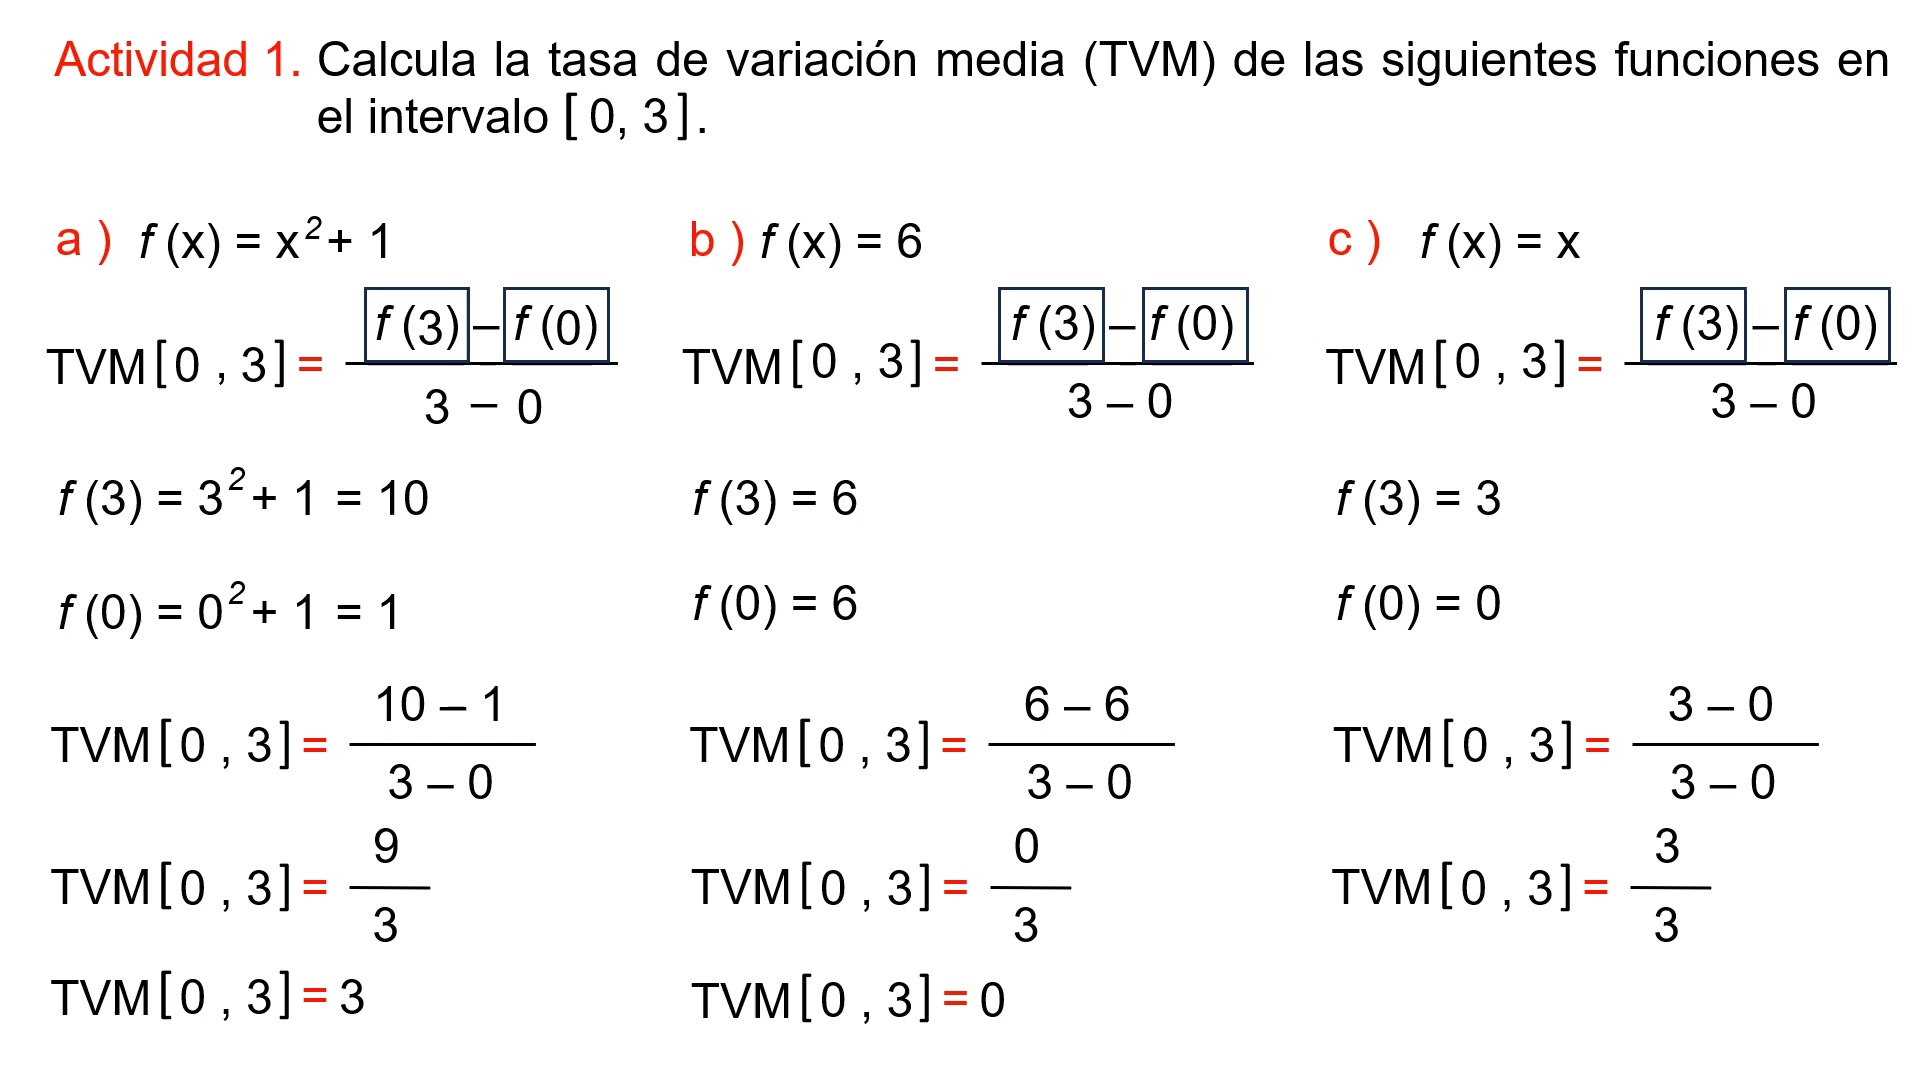 Actividad 1. Calcula la tasa de variación media (TVM) de las siguientes funciones en
el intervalo [ 0, 3 ].
a ) f (x) = x² + 1
TVM [ 0 , 3 ] = f (3) – f (0) / 3 – 0
f (3) = 3² + 1 = 10
f (0) = 0² + 1 = 1
TVM [ 0 , 3 ] = 10 – 1 / 3 – 0
TVM [ 0 , 3 ] = 9 / 3
TVM [ 0 , 3 ] = 3
b ) f (x) = 6
TVM [ 0 , 3 ] = f (3) – f (0) / 3 – 0
f (3) = 6
f (0) = 6
TVM [ 0 , 3 ] = 6 – 6 / 3 – 0
TVM [ 0 , 3 ] = 0 / 3
TVM [ 0 , 3 ] = 0
c ) f (x) = x
TVM [ 0 , 3 ] = f (3) – f (0) / 3 – 0
f (3) = 3
f (0) = 0
TVM [ 0 , 3 ] = 3 – 0 / 3 – 0
TVM [ 0 , 3 ] = 3 / 3